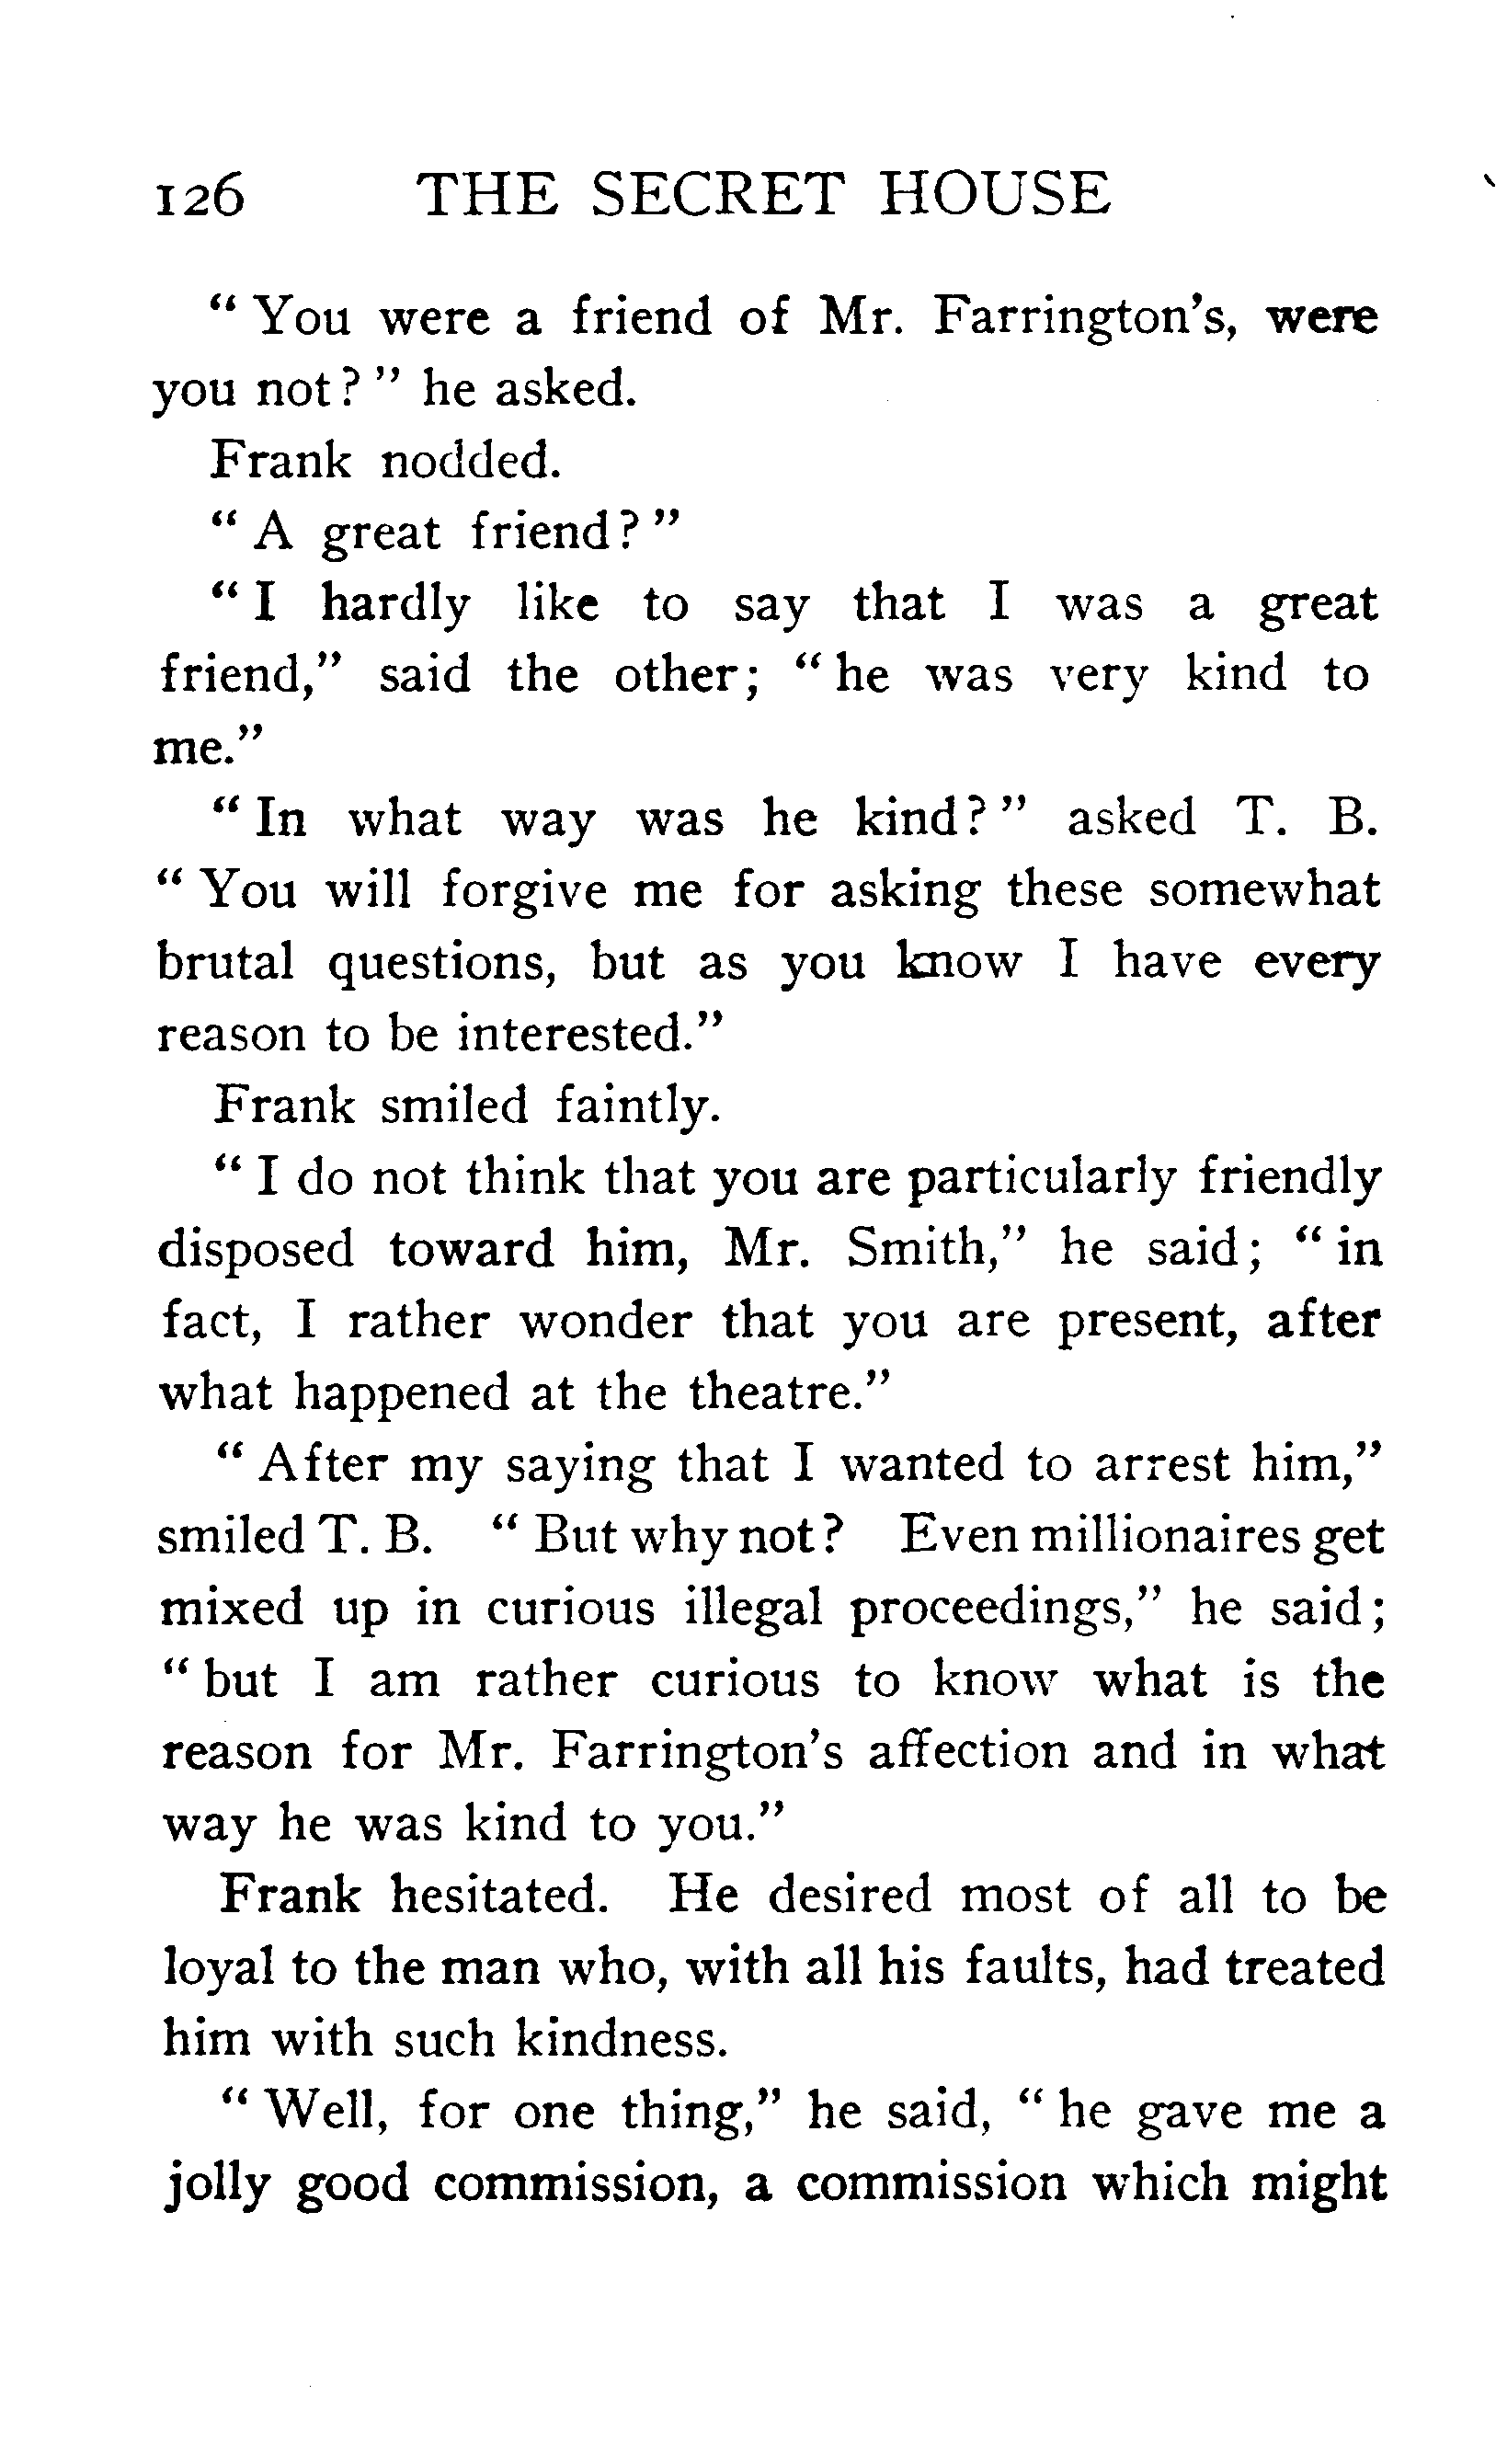 126 THE SECRET HOUSE
" You were a friend of Mr. Farrington's, were
you not? " he asked.
Frank nodded.
" A great friend? "
" I hardly like to say that I was a great
friend," said the other; " he was very kind to
me."
" In what way was he kind? " asked T. B.
" You will forgive me for asking these somewhat
brutal questions, but as you know I have every
reason to be interested."
Frank smiled faintly.
" I do not think that you are particularly friendly
disposed toward him, Mr. Smith," he said; " in
fact, I rather wonder that you are present, after
what happened at the theatre."
" After my saying that I wanted to arrest him,"
smiled T. B. " But why not? Even millionaires get
mixed up in curious illegal proceedings," he said;
" but I am rather curious to know what is the
reason for Mr. Farrington's affection and in what
way he was kind to you."
Frank hesitated. He desired most of all to be
loyal to the man who, with all his faults, had treated
him with such kindness.
" Well, for one thing," he said, " he gave me a
jolly good commission, a commission which might